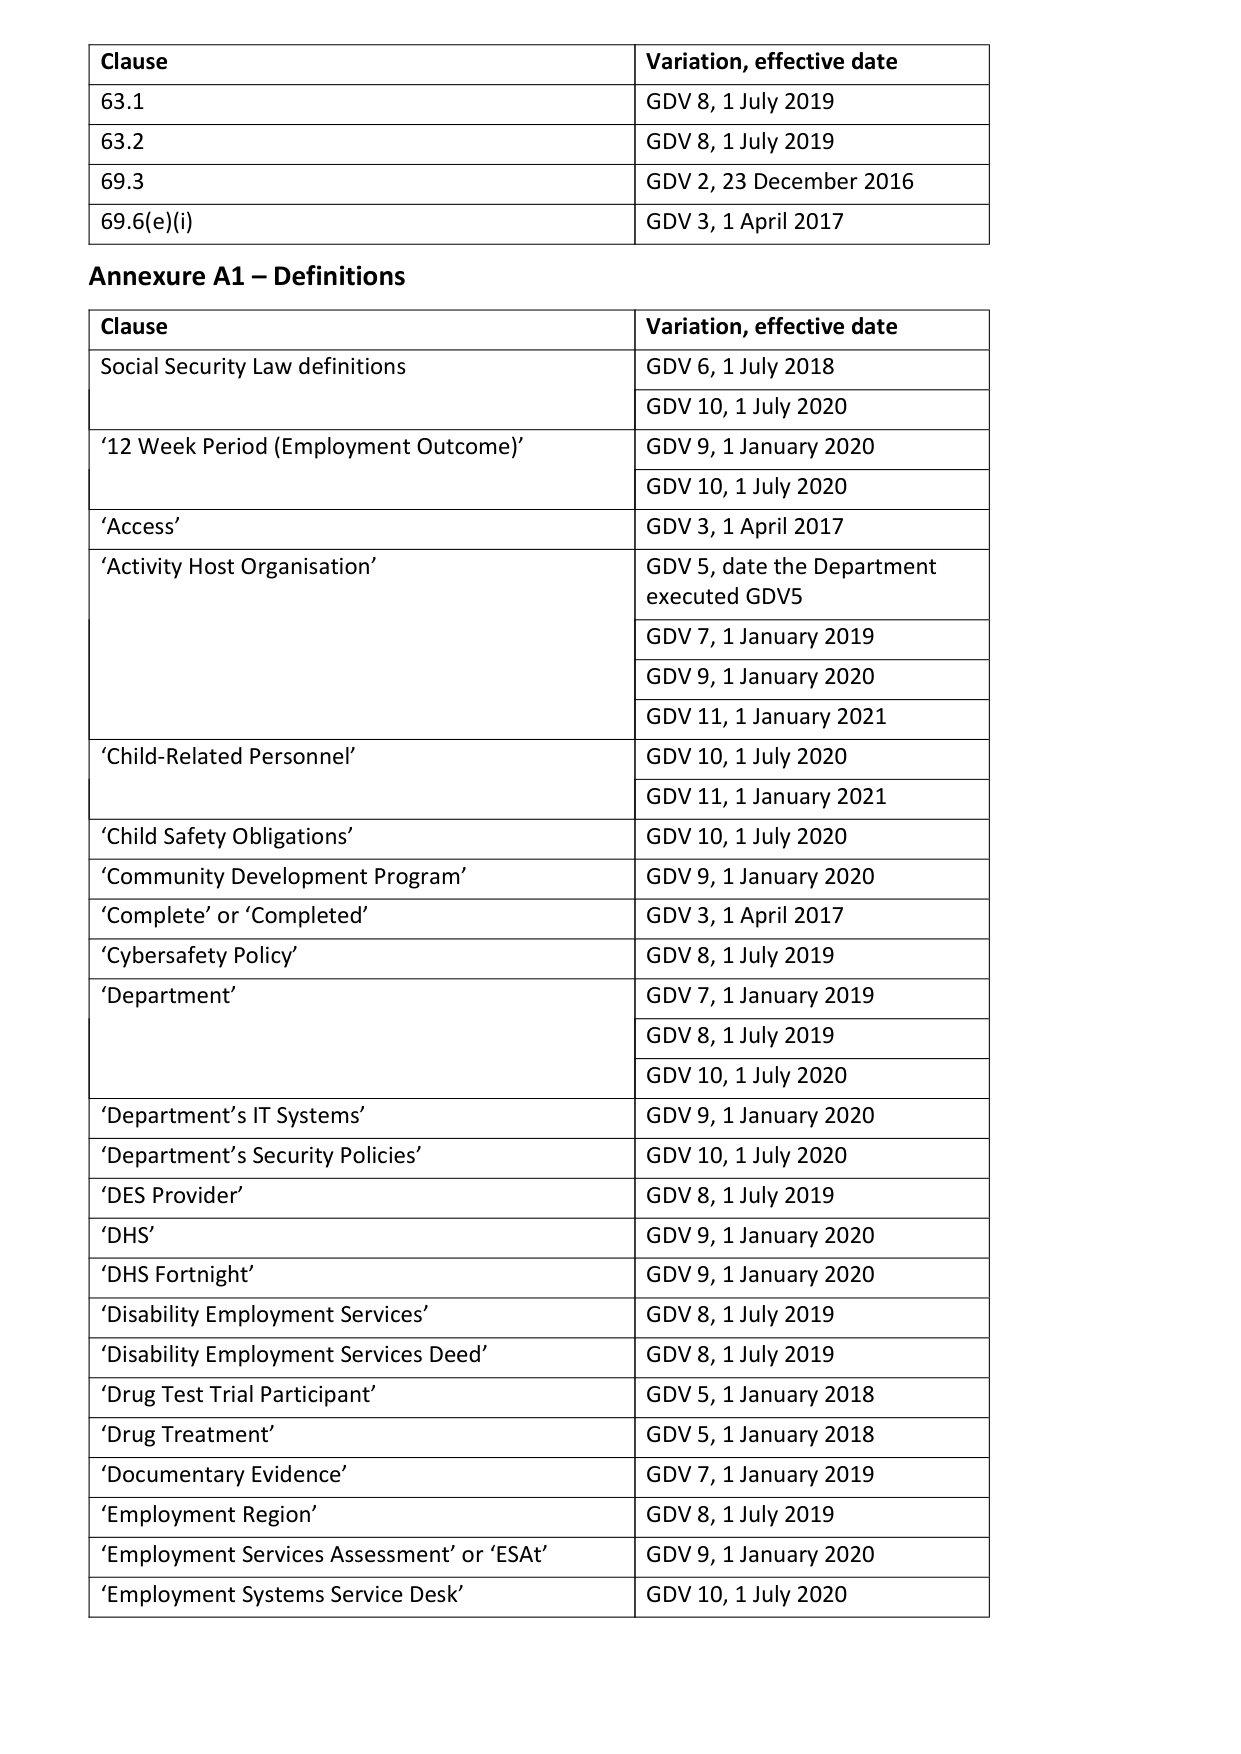 Clause Variation, effective date
63.1 GDV 8, 1 July 2019
63.2 GDV 8, 1 July 2019
69.3 GDV 2, 23 December 2016
69.6(e)(i) GDV 3, 1 April 2017
Annexure A1 – Definitions
Clause Variation, effective date
Social Security Law definitions GDV 6, 1 July 2018
GDV 10, 1 July 2020
‘12 Week Period (Employment Outcome)’ GDV 9, 1 January 2020
GDV 10, 1 July 2020
‘Access’ GDV 3, 1 April 2017
‘Activity Host Organisation’ GDV 5, date the Department
executed GDV5
GDV 7, 1 January 2019
GDV 9, 1 January 2020
GDV 11, 1 January 2021
‘Child-Related Personnel’ GDV 10, 1 July 2020
GDV 11, 1 January 2021
‘Child Safety Obligations’ GDV 10, 1 July 2020
‘Community Development Program’ GDV 9, 1 January 2020
‘Complete’ or ‘Completed’ GDV 3, 1 April 2017
‘Cybersafety Policy’ GDV 8, 1 July 2019
‘Department’ GDV 7, 1 January 2019
GDV 8, 1 July 2019
GDV 10, 1 July 2020
‘Department’s IT Systems’ GDV 9, 1 January 2020
‘Department’s Security Policies’ GDV 10, 1 July 2020
‘DES Provider’ GDV 8, 1 July 2019
‘DHS’ GDV 9, 1 January 2020
‘DHS Fortnight’ GDV 9, 1 January 2020
‘Disability Employment Services’ GDV 8, 1 July 2019
‘Disability Employment Services Deed’ GDV 8, 1 July 2019
‘Drug Test Trial Participant’ GDV 5, 1 January 2018
‘Drug Treatment’ GDV 5, 1 January 2018
‘Documentary Evidence’ GDV 7, 1 January 2019
‘Employment Region’ GDV 8, 1 July 2019
‘Employment Services Assessment’ or ‘ESAt’ GDV 9, 1 January 2020
‘Employment Systems Service Desk’ GDV 10, 1 July 2020